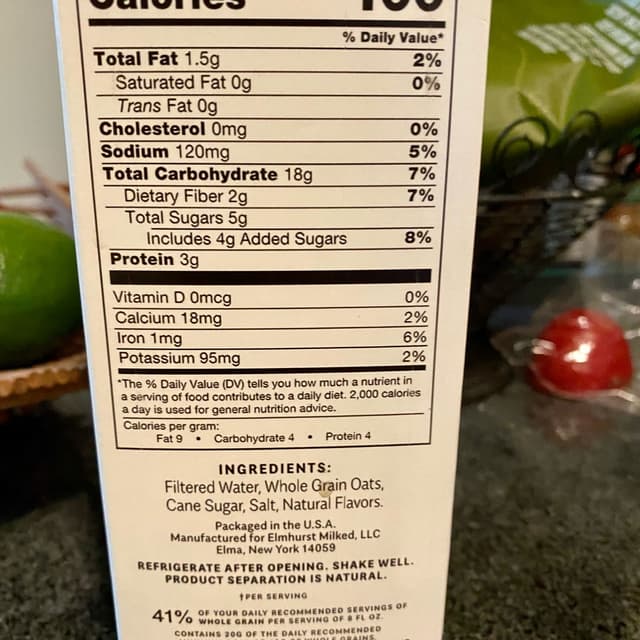 Calories 100
% Daily Value*
Total Fat 1.5g 2%
Saturated Fat 0g 0%
Trans Fat 0g
Cholesterol 0mg 0%
Sodium 120mg 5%
Total Carbohydrate 18g 7%
Dietary Fiber 2g 7%
Total Sugars 5g
Includes 4g Added Sugars 8%
Protein 3g
Vitamin D 0mcg 0%
Calcium 18mg 2%
Iron 1mg 6%
Potassium 95mg 2%
*The % Daily Value (DV) tells you how much a nutrient in
a serving of food contributes to a daily diet. 2,000 calories
a day is used for general nutrition advice.
Calories per gram:
Fat 9 • Carbohydrate 4 • Protein 4
INGREDIENTS:
Filtered Water, Whole Grain Oats,
Cane Sugar, Salt, Natural Flavors.
Packaged in the U.S.A.
Manufactured for Elmhurst Milked, LLC
Elma, New York 14059
REFRIGERATE AFTER OPENING. SHAKE WELL.
PRODUCT SEPARATION IS NATURAL.
†PER SERVING
41% OF YOUR DAILY RECOMMENDED SERVINGS OF
WHOLE GRAIN PER SERVING OF 8 FL OZ.
CONTAINS 20G OF THE DAILY RECOMMENDED
WHOLE GRAINS.